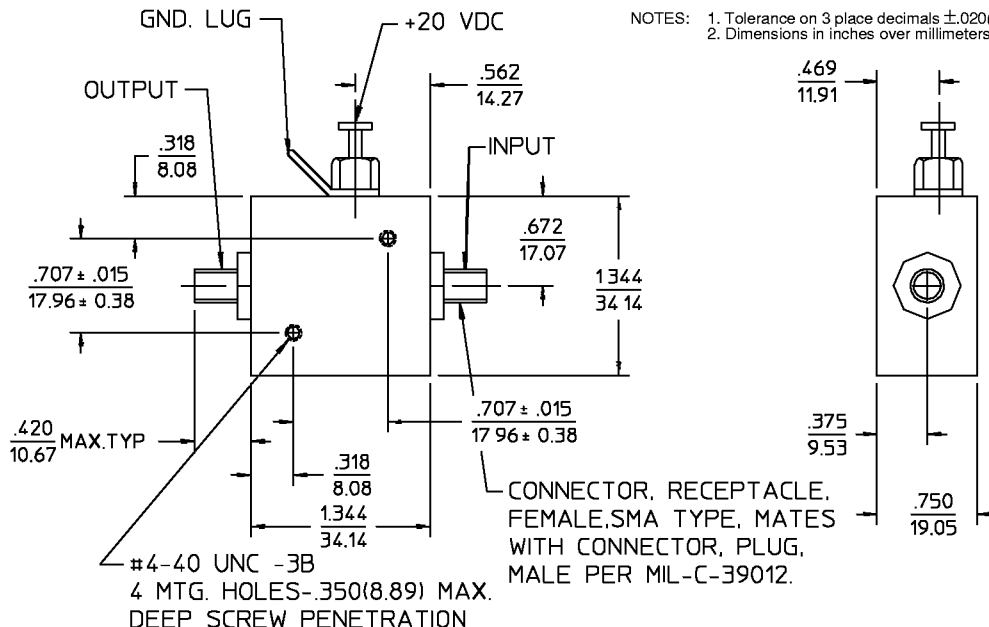 GND. LUG
+20 VDC
NOTES: 1. Tolerance on 3 place decimals ±.020(
2. Dimensions in inches over millimeters
OUTPUT
.562
14.27
.469
11.91
.318
8.08
INPUT
.672
17.07
.707 ± .015
17.96 ± 0.38
1.344
34.14
.420
10.67
MAX.TYP
.707 ± .015
17.96 ± 0.38
.375
9.53
.318
8.08
1.344
34.14
.750
19.05
CONNECTOR, RECEPTACLE,
FEMALE,SMA TYPE, MATES
WITH CONNECTOR, PLUG,
MALE PER MIL-C-39012.
#4-40 UNC -3B
4 MTG. HOLES-.350(8.89) MAX.
DEEP SCREW PENETRATION